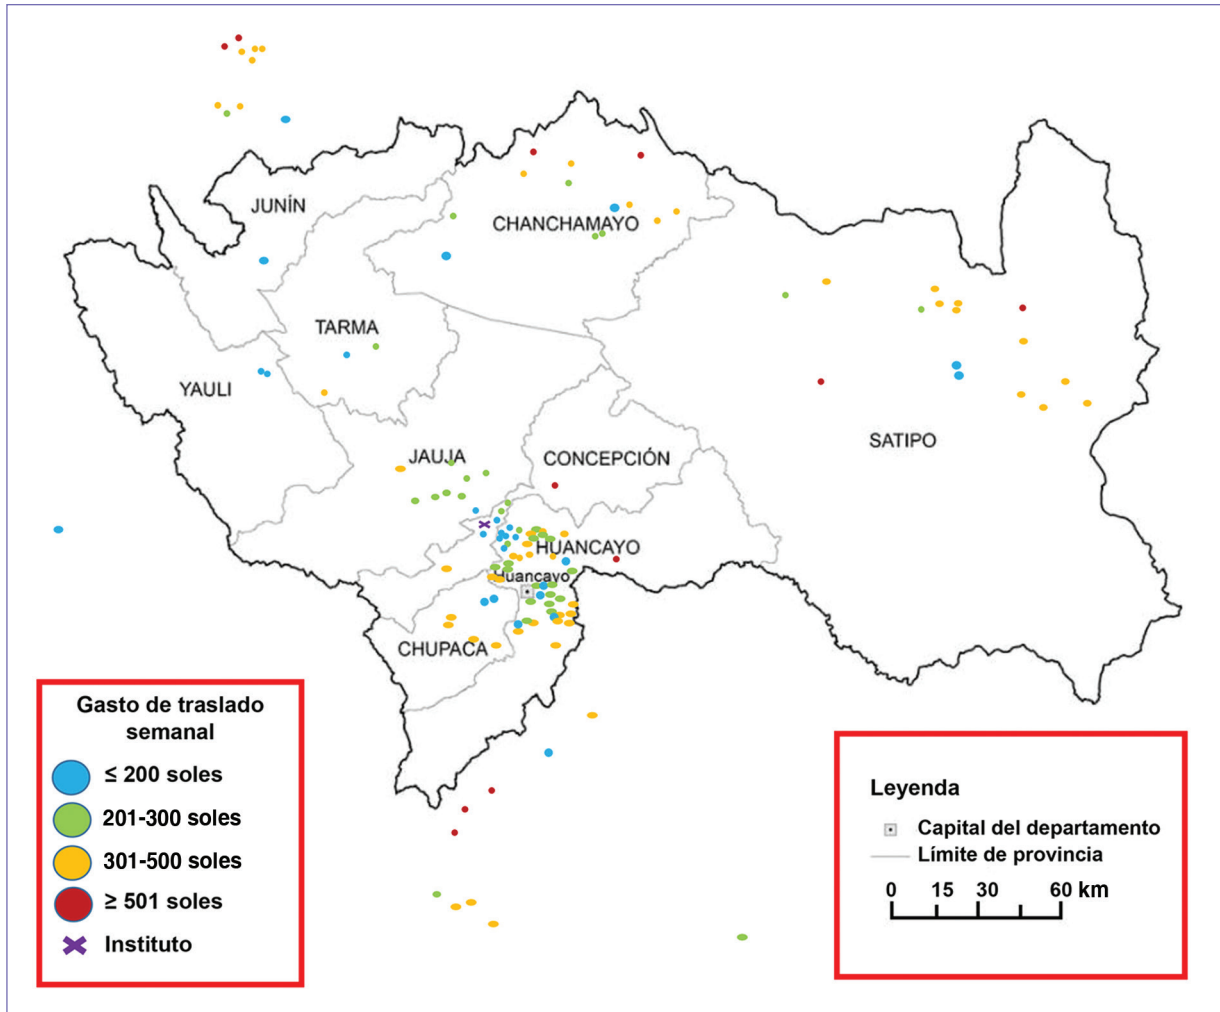 JUNÍN
CHANCHAMAYO
TARMA
YAULI
SATIPO
JAUJA
CONCEPCIÓN
HUANCAYO
Huancayo
CHUPACA
Gasto de traslado
semanal
≤ 200 soles
201-300 soles
301-500 soles
≥ 501 soles
Instituto
Leyenda
Capital del departamento
Límite de provincia
0 15 30 60 km